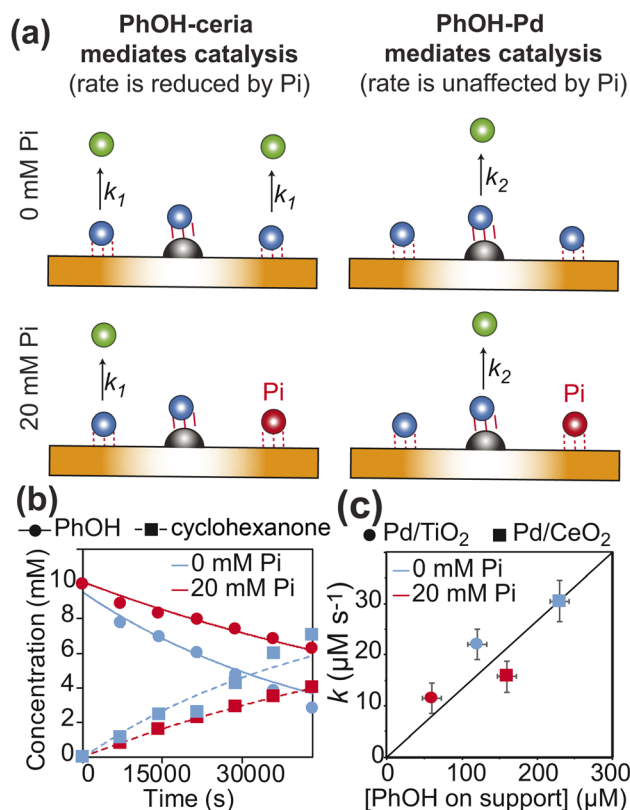 (a)
PhOH-ceria
mediates catalysis
(rate is reduced by Pi)
PhOH-Pd
mediates catalysis
(rate is unaffected by Pi)
0 mM Pi
k₁
k₁
k₂
20 mM Pi
k₁
Pi
k₂
Pi
(b)
PhOH cyclohexanone
0 mM Pi
20 mM Pi
Concentration (mM)
10
8
6
4
2
0
0 15000 30000
Time (s)
(c)
Pd/TiO₂ Pd/CeO₂
0 mM Pi
20 mM Pi
k (µM s⁻¹)
40
30
20
10
0
0 100 200 300
[PhOH on support] (µM)